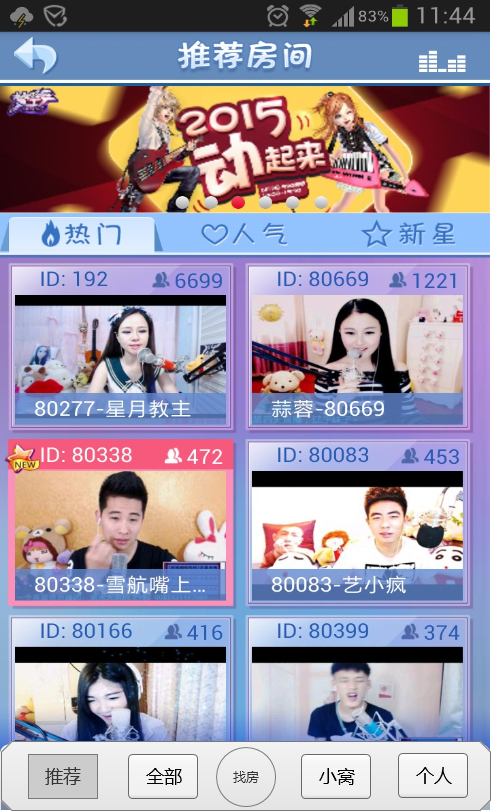 83% 11:44
推荐房间
2015
动起来
热门 人气 新星
ID: 192 6699
80277-星月教主
ID: 80669 1221
蒜蓉-80669
NEW
ID: 80338 472
80338-雪航嘴上...
ID: 80083 453
80083-艺小疯
ID: 80166 416
ID: 80399 374
推荐 全部 找房 小窝 个人